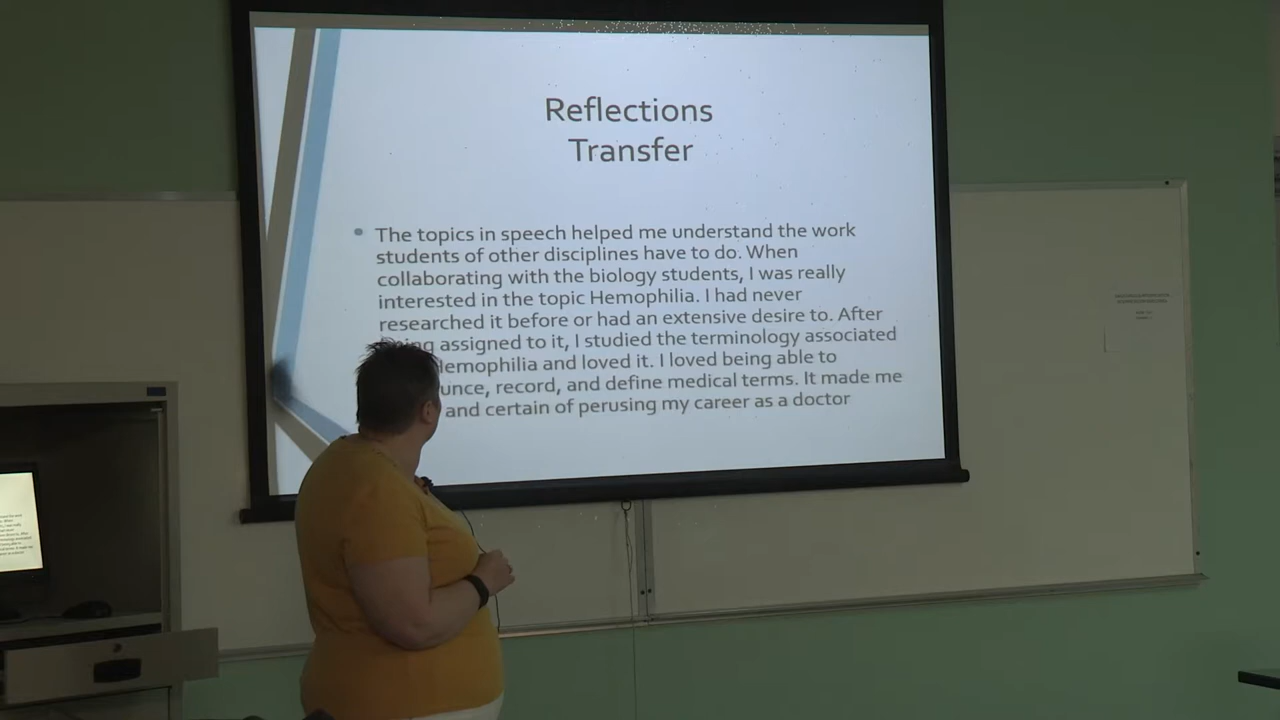 Reflections
Transfer
The topics in speech helped me understand the work
students of other disciplines have to do. When
collaborating with the biology students, I was really
interested in the topic Hemophilia. I had never
researched it before or had an extensive desire to. After
assigned to it, I studied the terminology associated
Hemophilia and loved it. I loved being able to
record, and define medical terms. It made me
and certain of perusing my career as a doctor